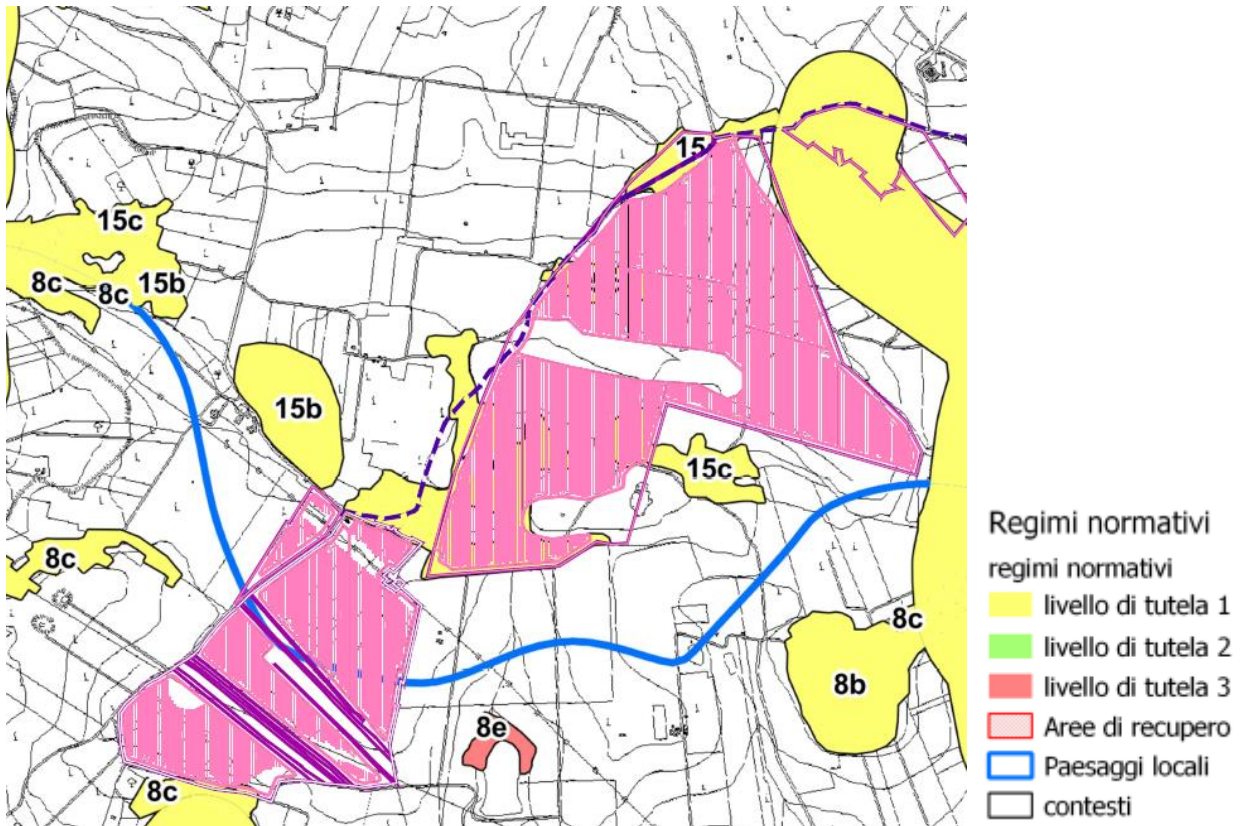 15
15c
8c
8c
15b
15b
15c
8c
8c
8b
8e
8c
Regimi normativi
regimi normativi
livello di tutela 1
livello di tutela 2
livello di tutela 3
Aree di recupero
Paesaggi locali
contesti